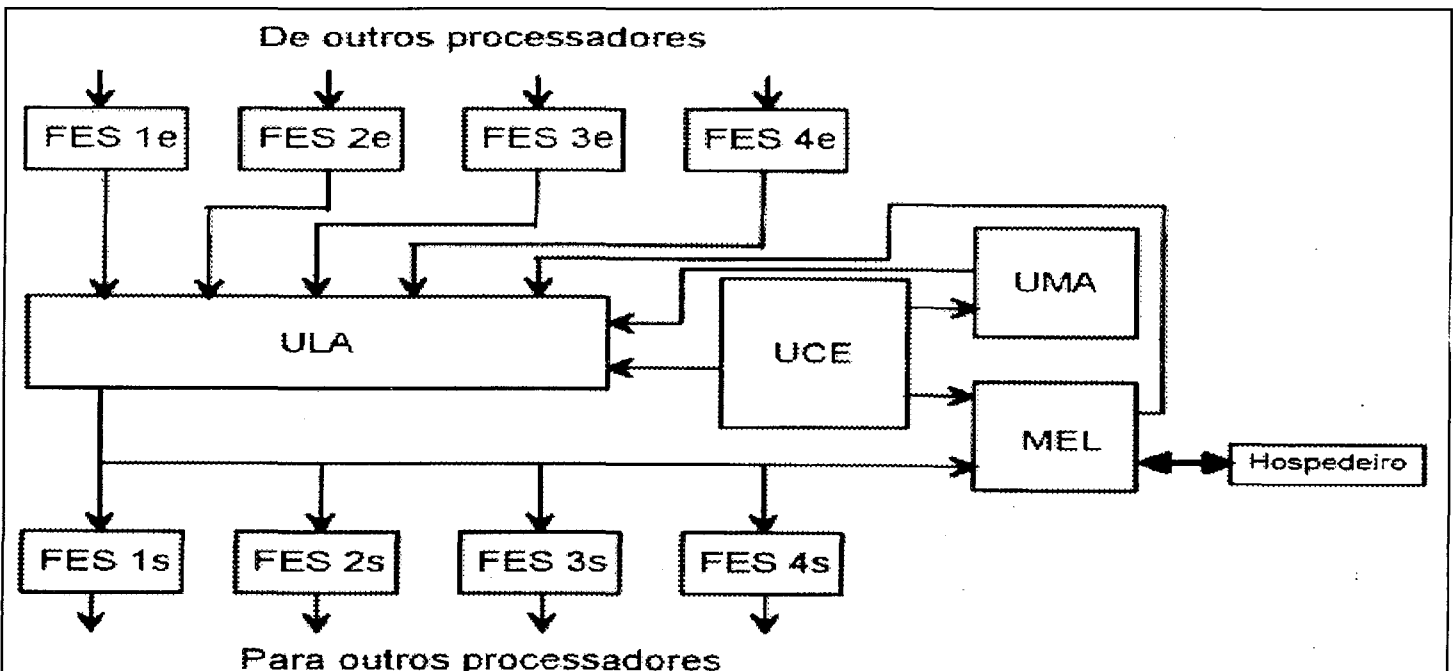 De outros processadores
FES 1e
FES 2e
FES 3e
FES 4e
UMA
ULA
UCE
MEL
Hospedeiro
FES 1s
FES 2s
FES 3s
FES 4s
Para outros processadores